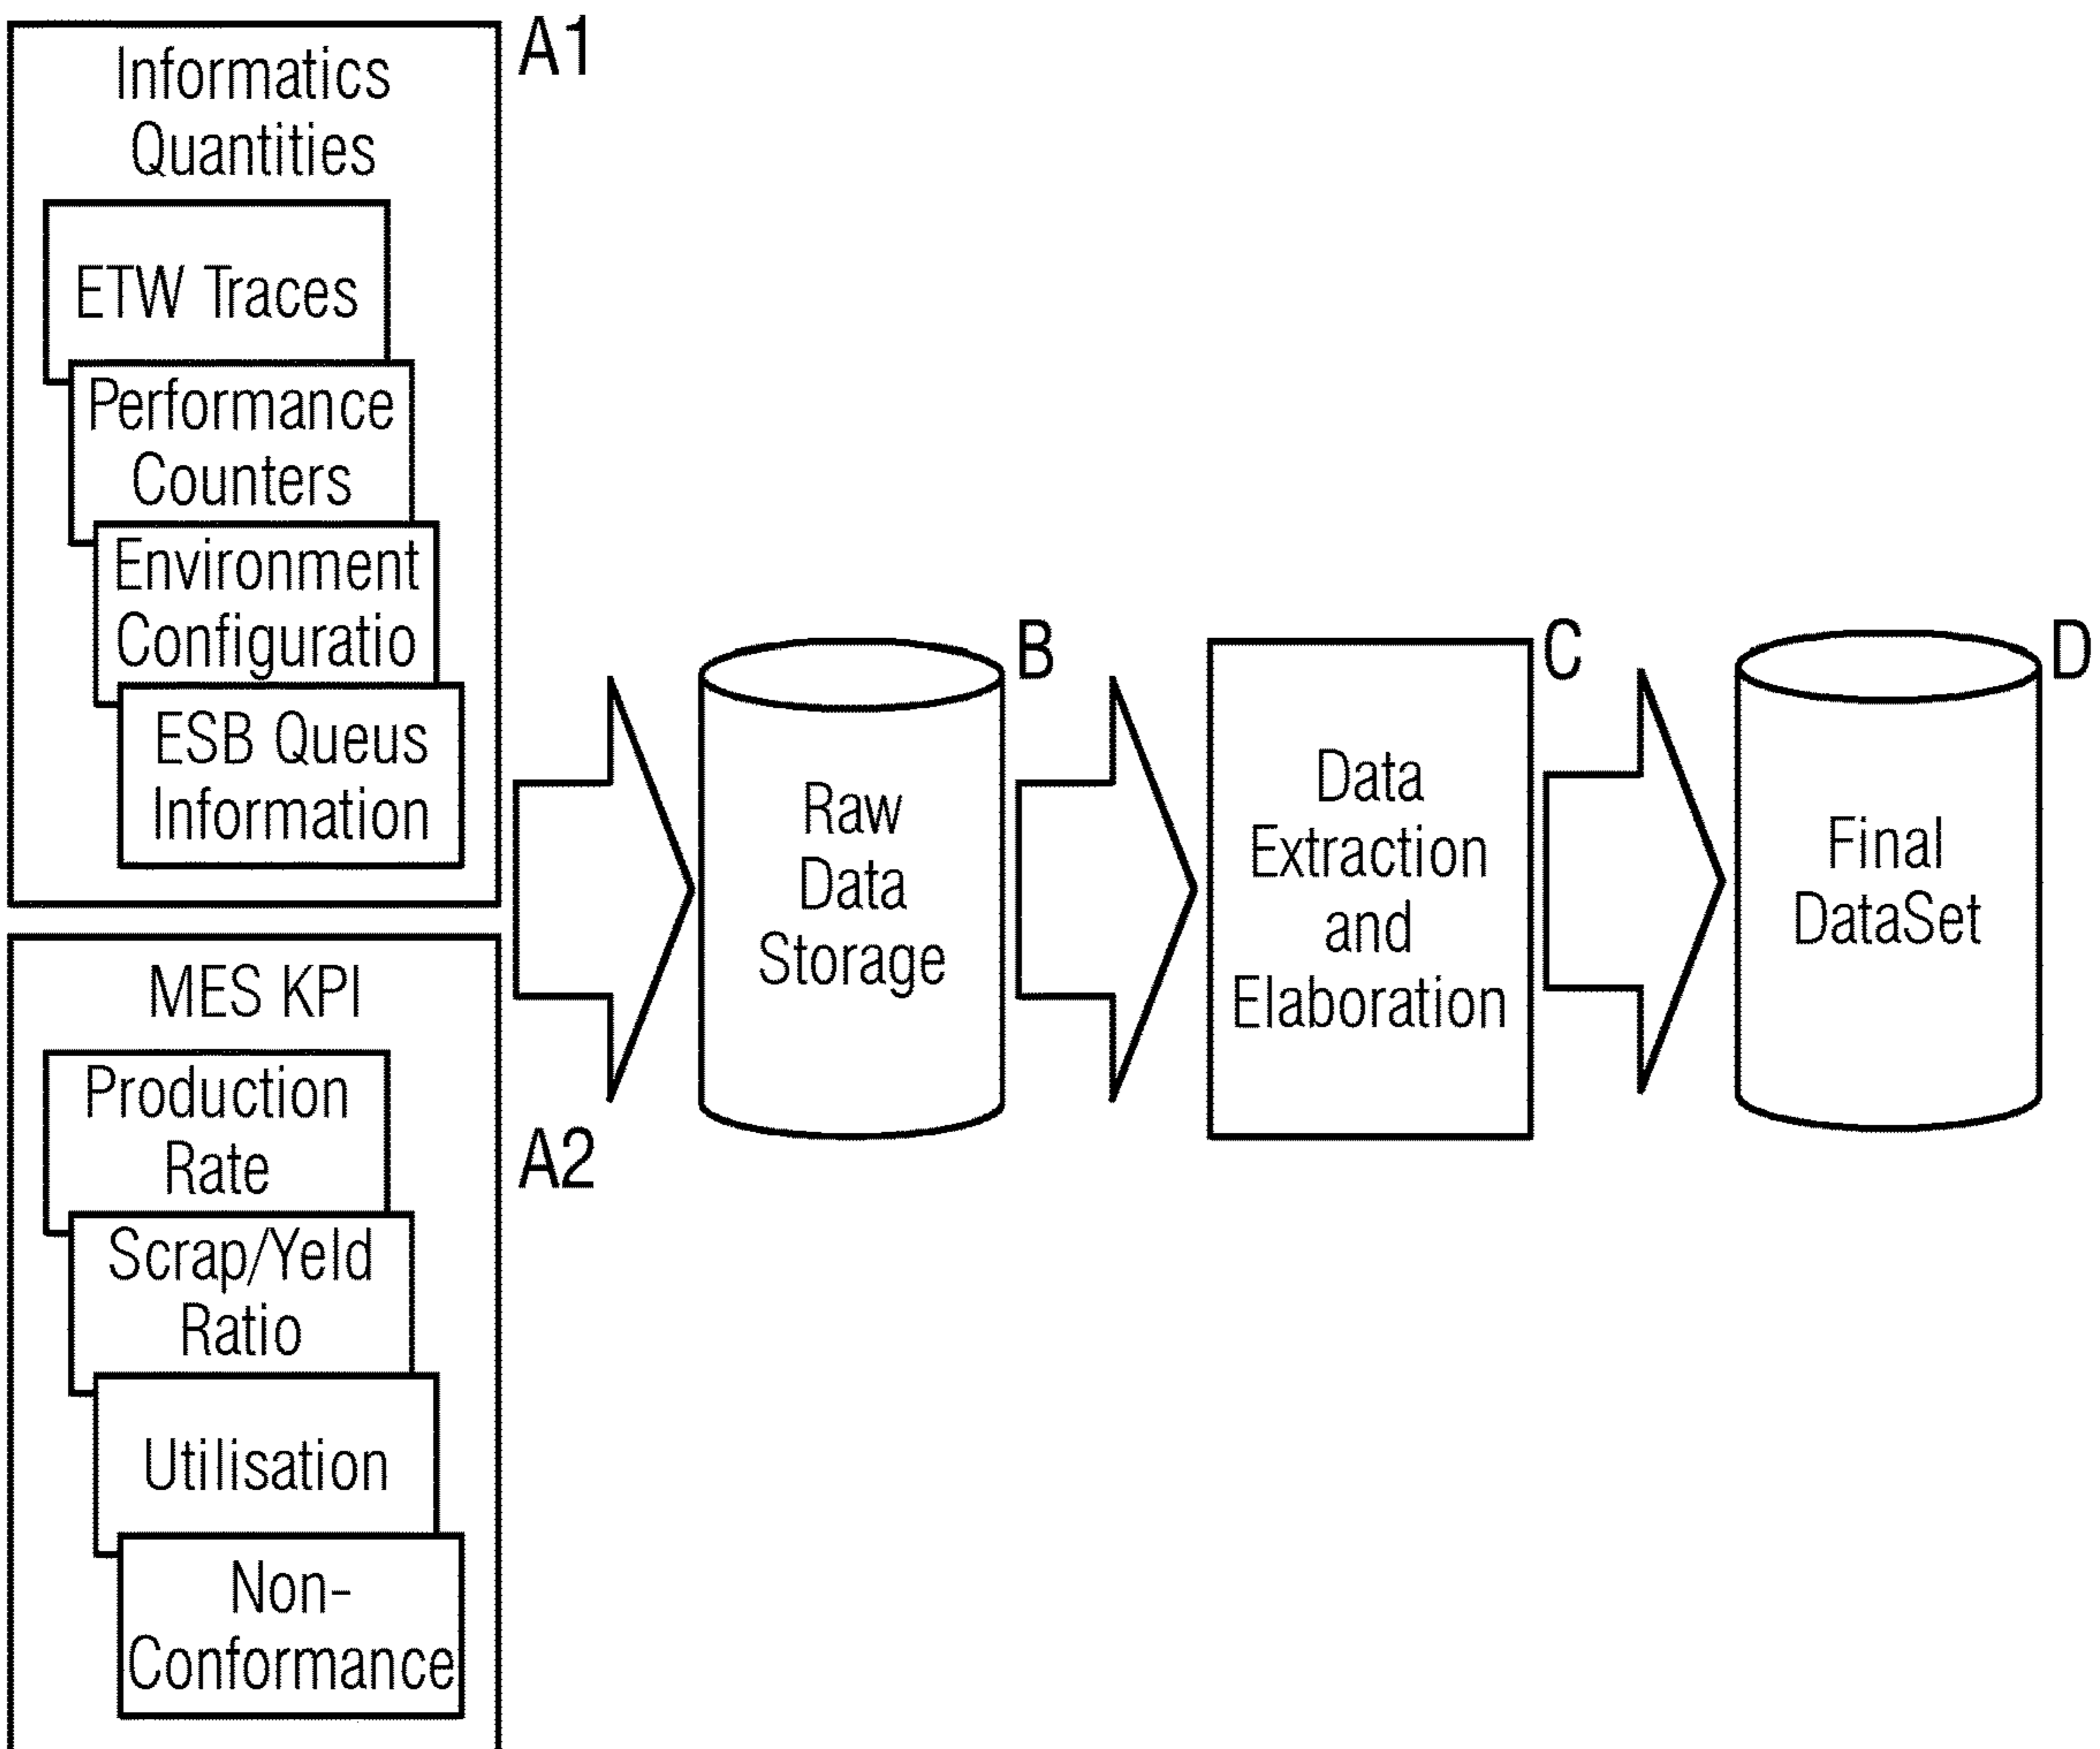 A1
Informatics
Quantities
ETW Traces
Performance
Counters
Environment
Configuratio
ESB Queus
Information
MES KPI
Production
Rate
A2
Scrap/Yeld
Ratio
Utilisation
Non-
Conformance
B
Raw
Data
Storage
C
Data
Extraction
and
Elaboration
D
Final
DataSet